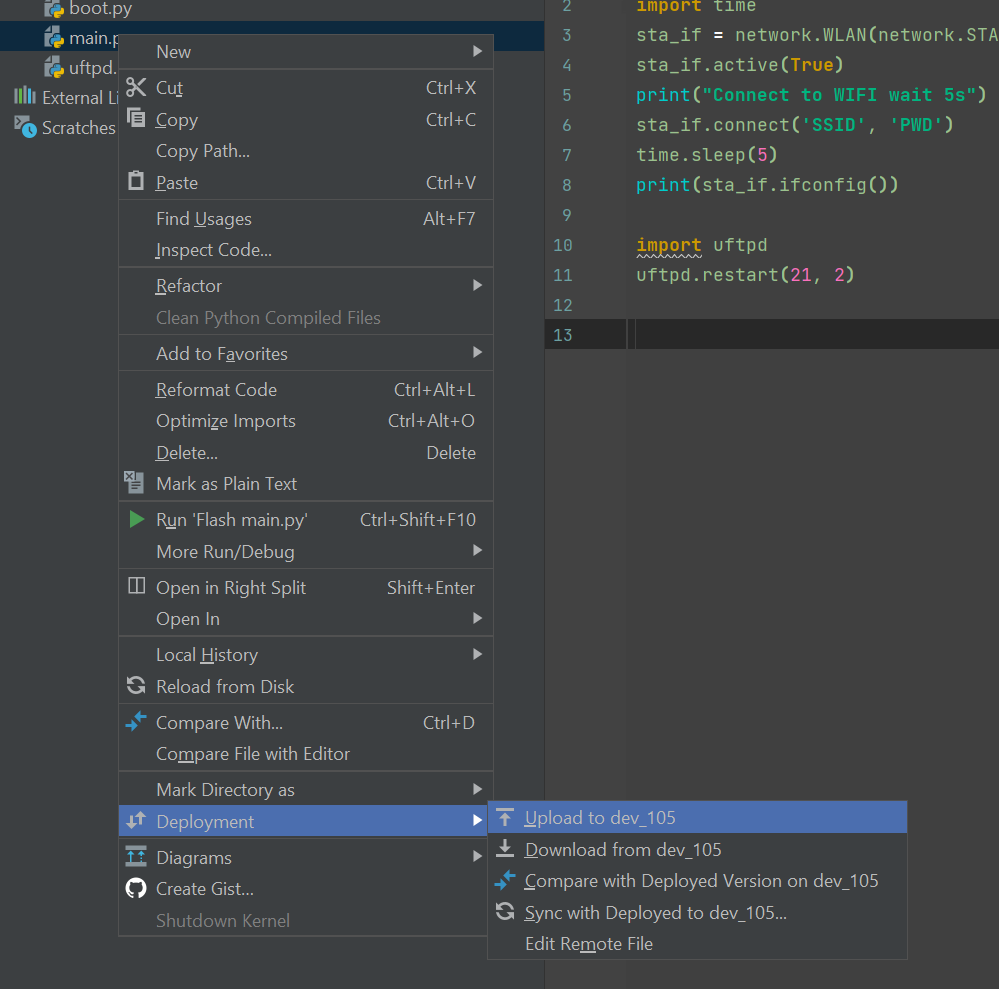 boot.py
main.p
uftpd.
External Li
Scratches
New
Cut Ctrl+X
Copy Ctrl+C
Copy Path...
Paste Ctrl+V
Find Usages Alt+F7
Inspect Code...
Refactor
Clean Python Compiled Files
Add to Favorites
Reformat Code Ctrl+Alt+L
Optimize Imports Ctrl+Alt+O
Delete... Delete
Mark as Plain Text
Run 'Flash main.py' Ctrl+Shift+F10
More Run/Debug
Open in Right Split Shift+Enter
Open In
Local History
Reload from Disk
Compare With... Ctrl+D
Compare File with Editor
Mark Directory as
Deployment
Diagrams
Create Gist...
Shutdown Kernel
Upload to dev_105
Download from dev_105
Compare with Deployed Version on dev_105
Sync with Deployed to dev_105...
Edit Remote File
2 import time
3 sta_if = network.WLAN(network.STA
4 sta_if.active(True)
5 print("Connect to WIFI wait 5s")
6 sta_if.connect('SSID', 'PWD')
7 time.sleep(5)
8 print(sta_if.ifconfig())
9
10 import uftpd
11 uftpd.restart(21, 2)
12
13